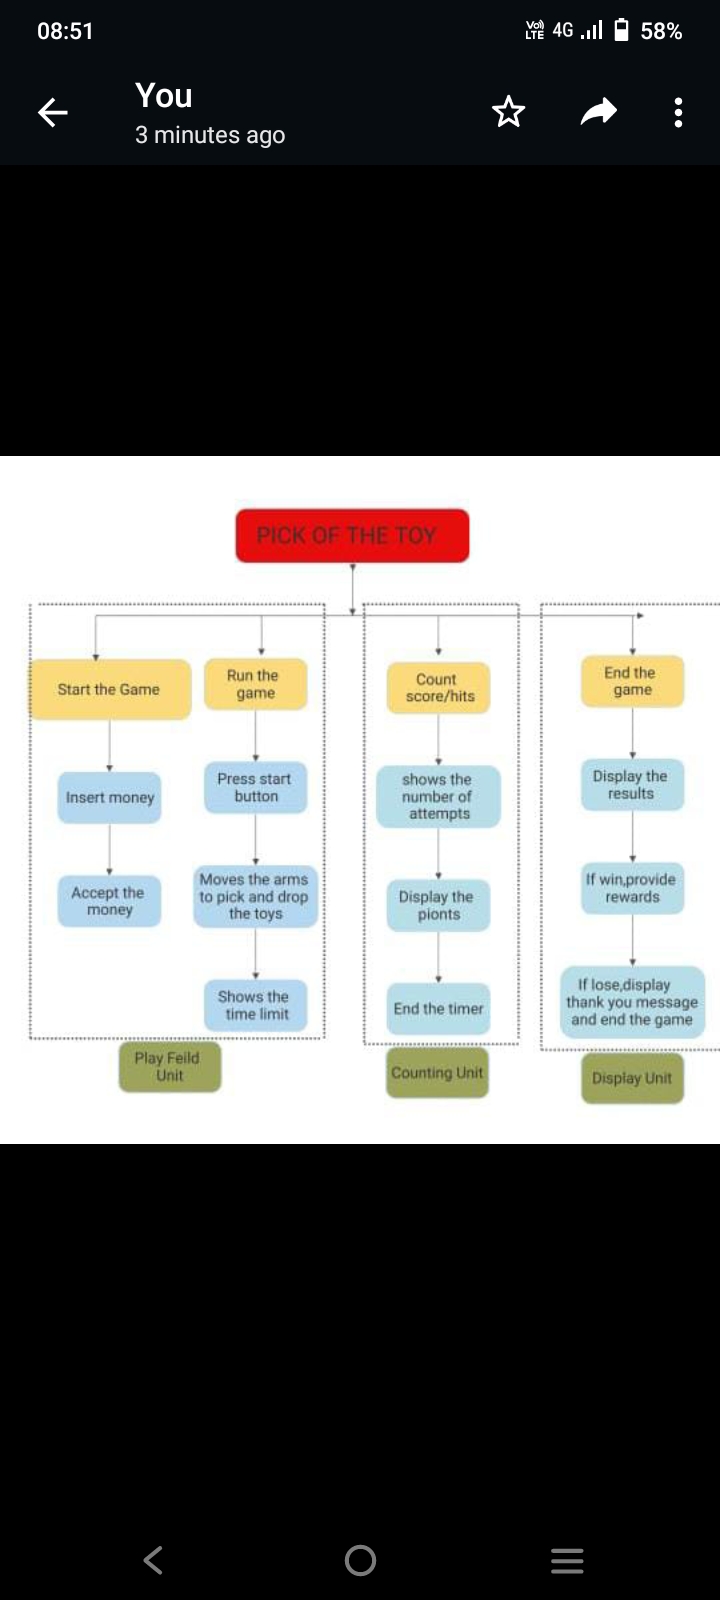 08:51
Vo)
LTE 4G 58%
You
3 minutes ago
PICK OF THE TOY
Start the Game
Insert money
Accept the
money
Run the
game
Press start
button
Moves the arms
to pick and drop
the toys
Shows the
time limit
Play Feild
Unit
Count
score/hits
shows the
number of
attempts
Display the
pionts
End the timer
Counting Unit
End the
game
Display the
results
If win,provide
rewards
If lose,display
thank you message
and end the game
Display Unit